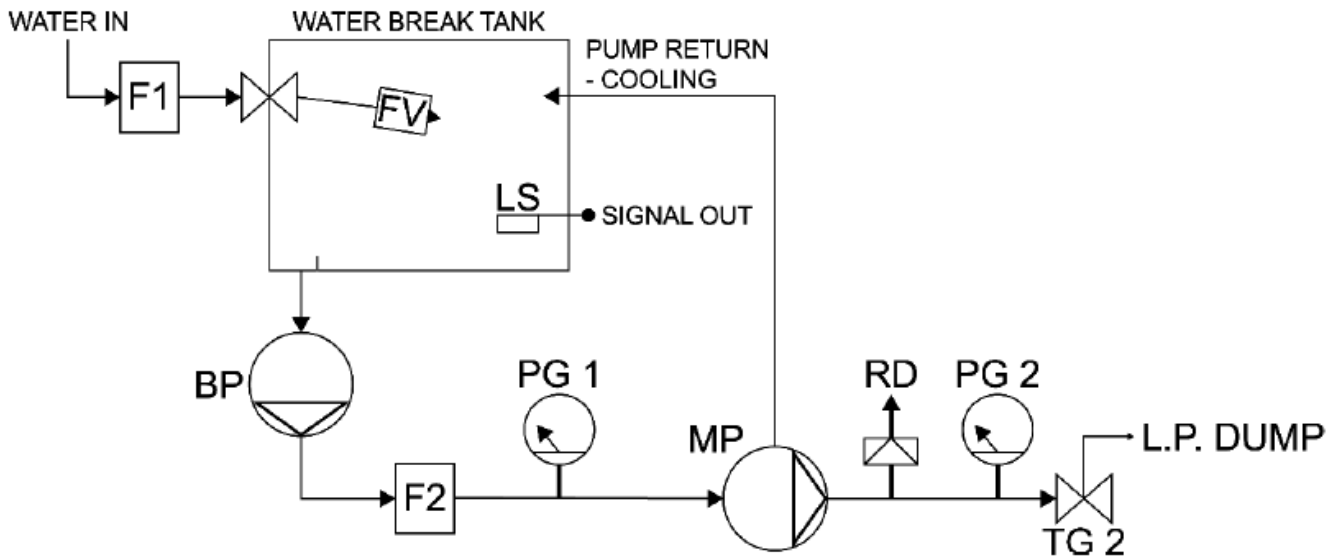 WATER IN
WATER BREAK TANK
PUMP RETURN
- COOLING
F1
FV
LS
SIGNAL OUT
BP
PG 1
RD
PG 2
MP
L.P. DUMP
F2
TG 2